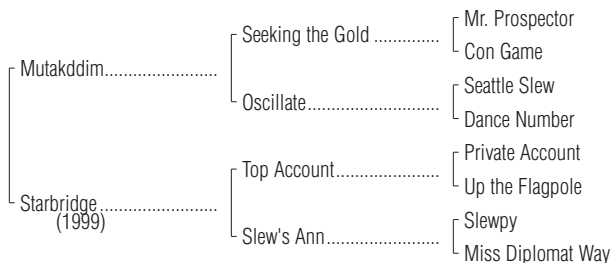 Mr. Prospector
Seeking the Gold ..............
Con Game
Mutakddim........................
Seattle Slew
Oscillate............................
Dance Number
Private Account
Top Account......................
Up the Flagpole
Starbridge.........................
(1999)
Slewpy
Slew's Ann........................
Miss Diplomat Way